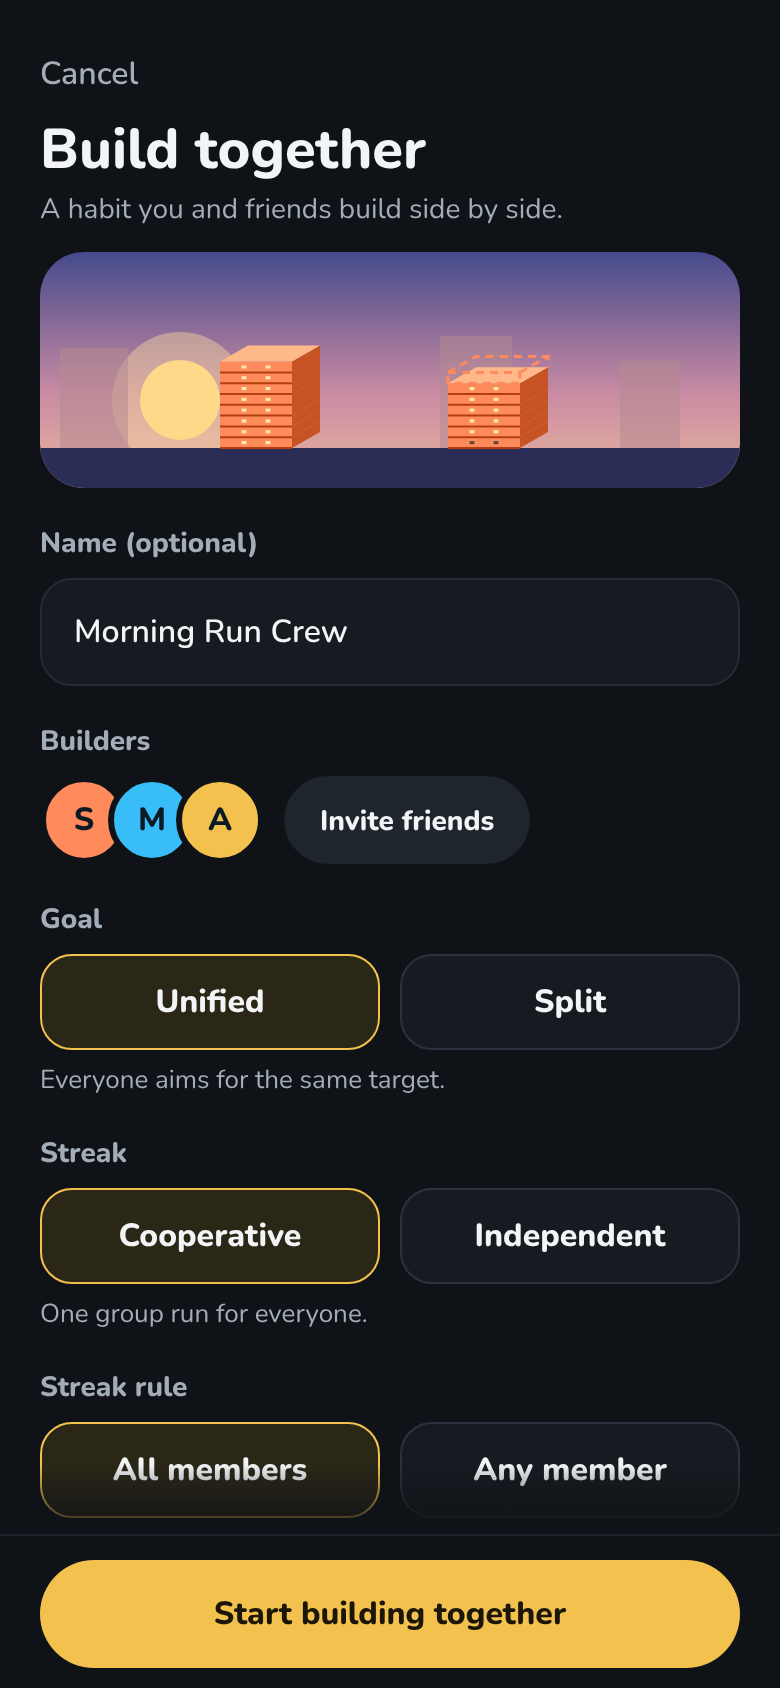 Cancel
Build together
A habit you and friends build side by side.
Name (optional)
Morning Run Crew
Builders
S M A Invite friends
Goal
Unified Split
Everyone aims for the same target.
Streak
Cooperative Independent
One group run for everyone.
Streak rule
All members Any member
Start building together